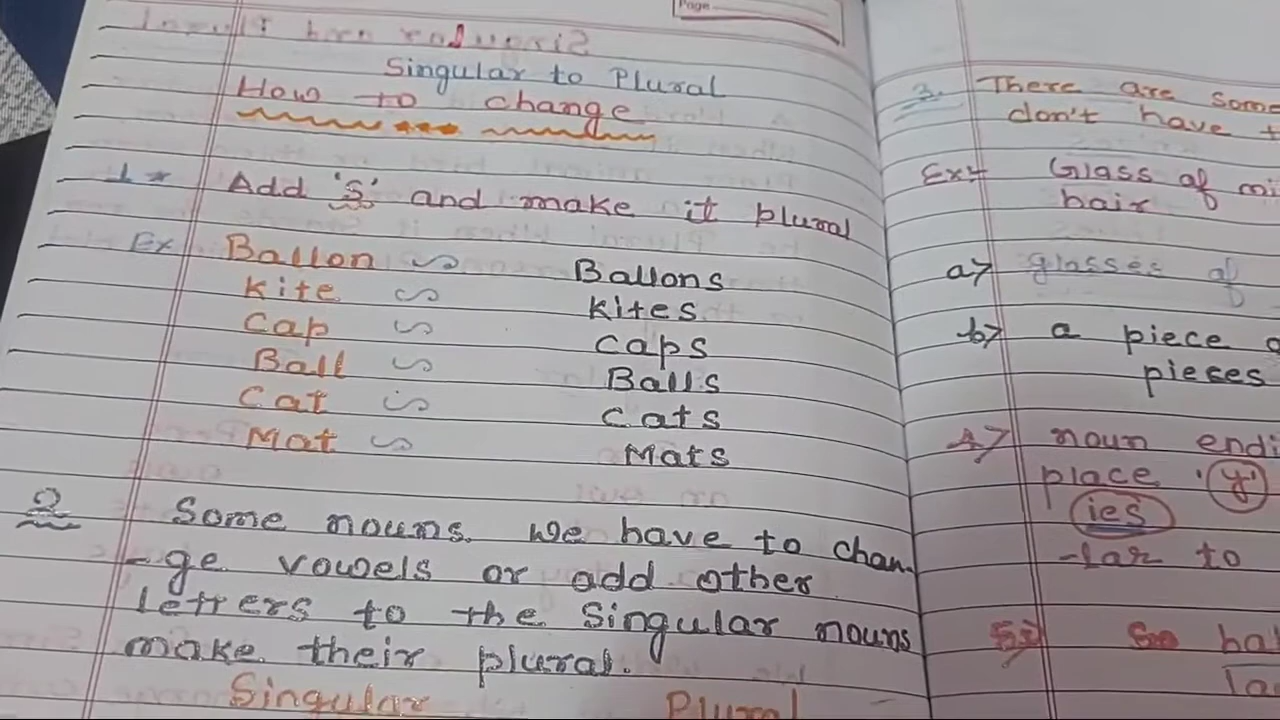 Page
Singular to Plural
How to change
1* Add 's' and make it plural
Ex Ballon ~ Ballons
kite ~ kites
cap ~ caps
Ball ~ Balls
Cat ~ cats
Mat ~ Mats
2 Some nouns. We have to chan-
-ge vowels or add other
letters to the Singular nouns
make their plural.
Singular Plural
3. There are some
don't have
Ex:- Glass of
hair
a> glasses of
b> a piece
pieces
4> noun
place 'y'
ies
-lar to
5>